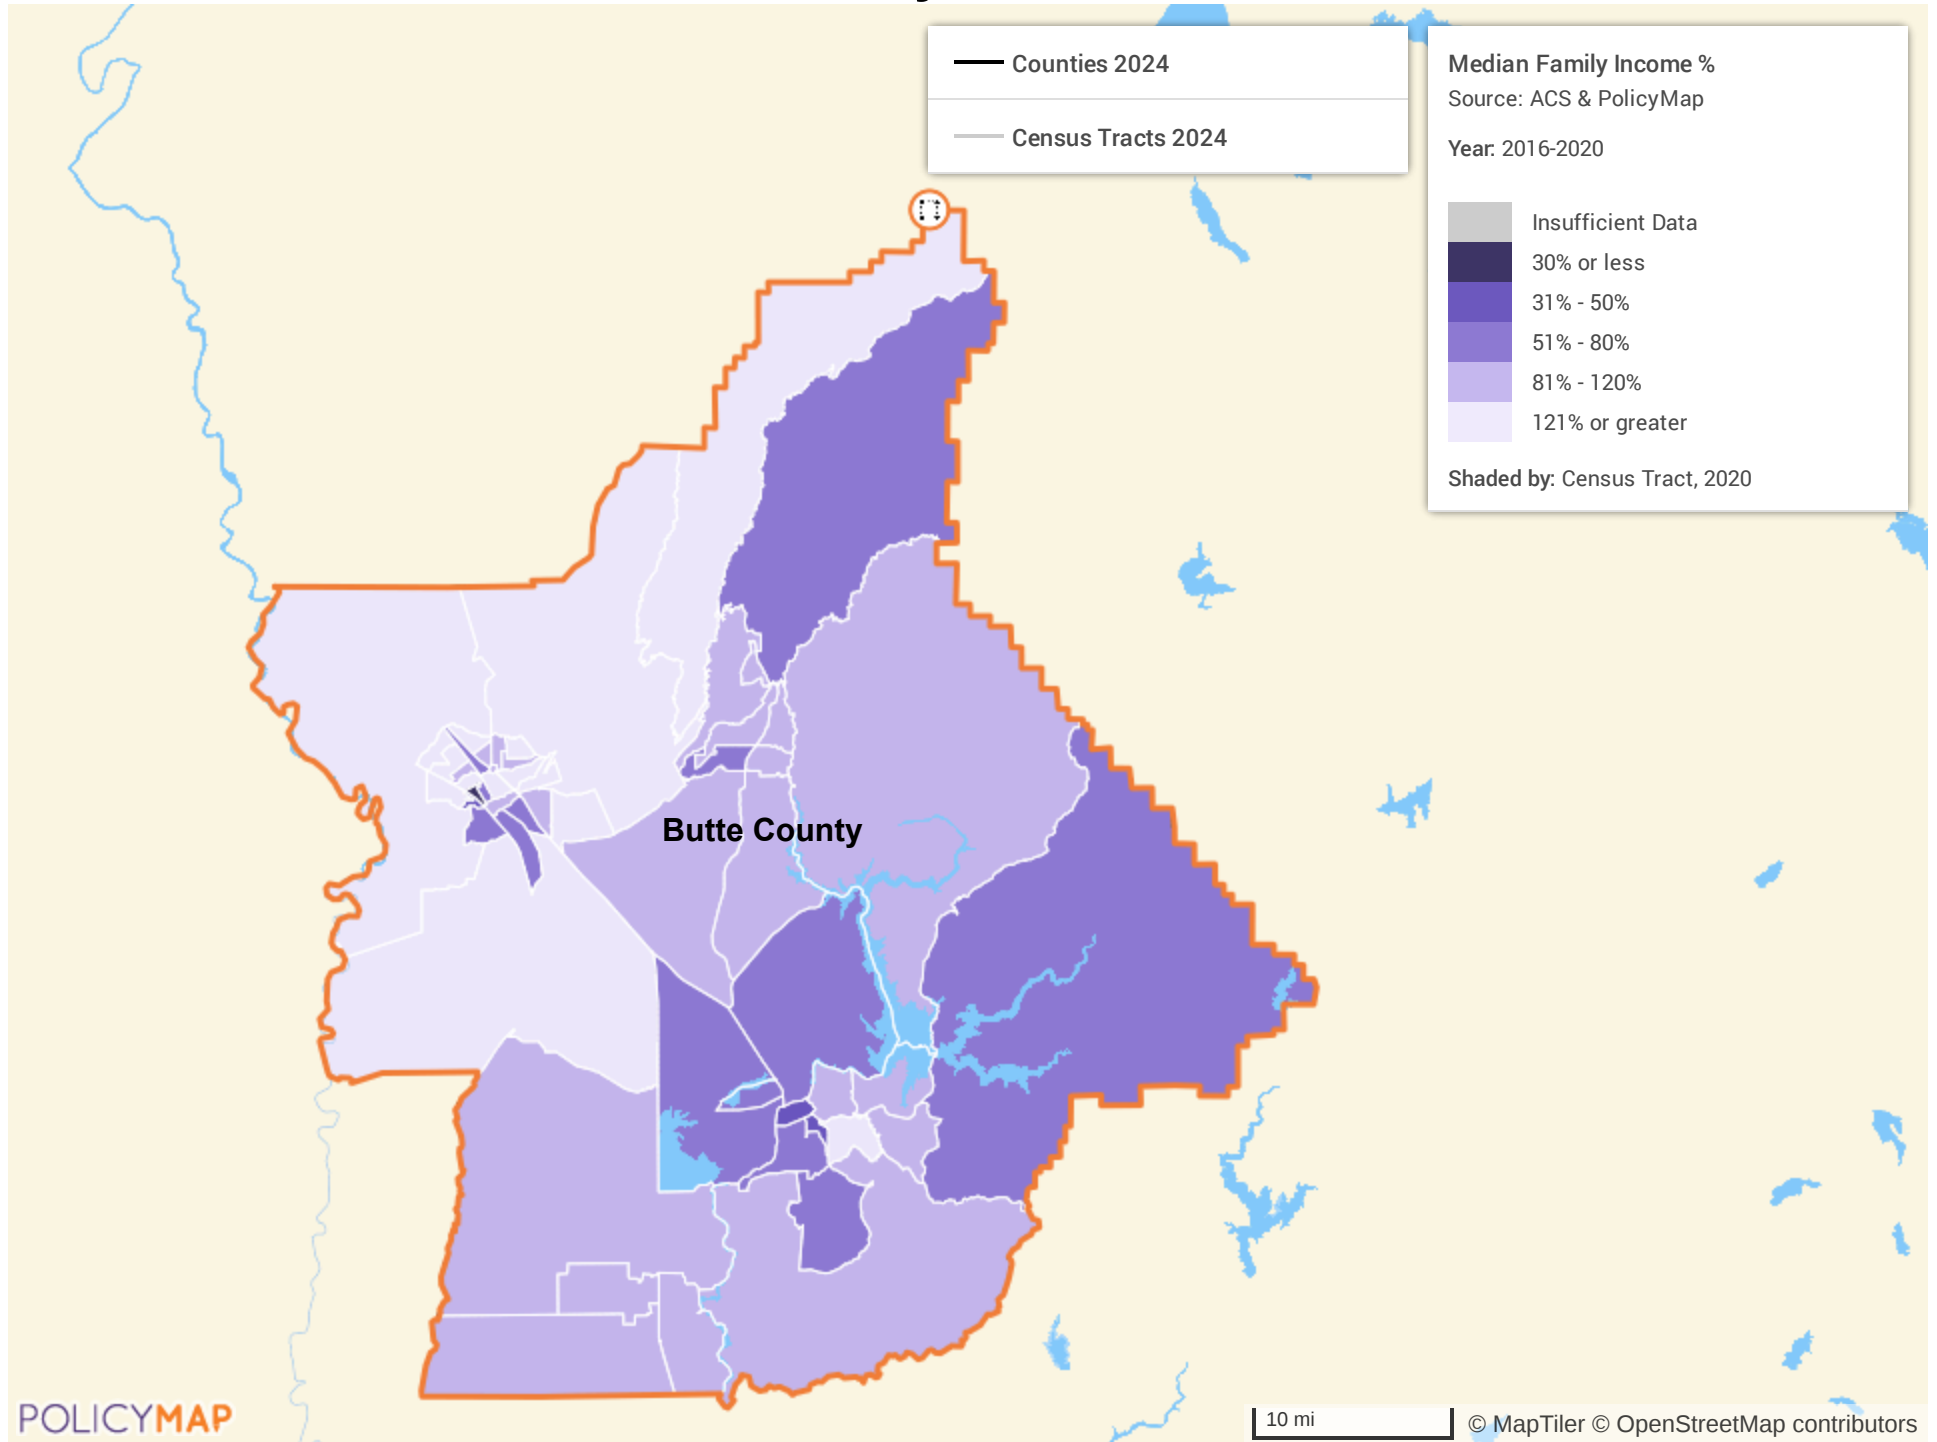 Counties 2024
Census Tracts 2024
Median Family Income %
Source: ACS & PolicyMap
Year: 2016-2020
Insufficient Data
30% or less
31% - 50%
51% - 80%
81% - 120%
121% or greater
Shaded by: Census Tract, 2020
Butte County
POLICYMAP
10 mi
© MapTiler © OpenStreetMap contributors